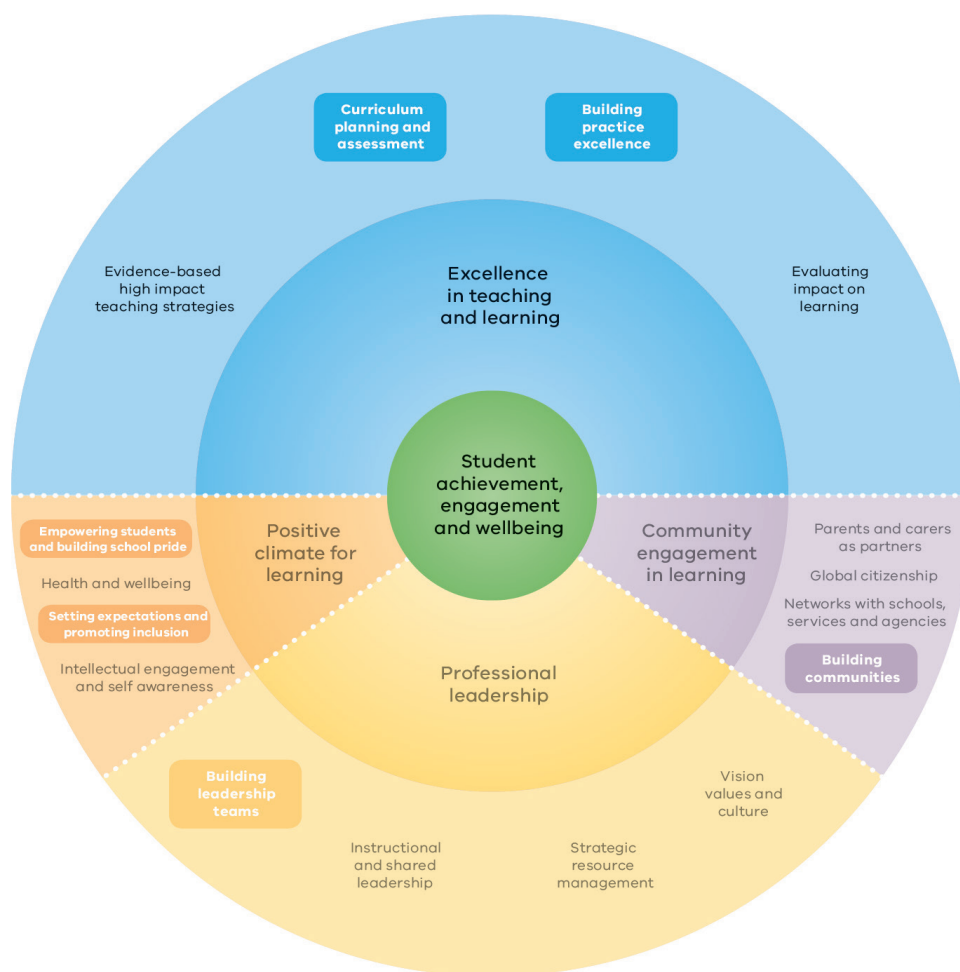 Curriculum
planning and
assessment
Building
practice
excellence
Evidence-based
high impact
teaching strategies
Excellence
in teaching
and learning
Evaluating
impact on
learning
Student
achievement,
engagement
and wellbeing
Positive
climate for
learning
Community
engagement
in learning
Empowering students
and building school pride
Health and wellbeing
Setting expectations and
promoting inclusion
Intellectual engagement
and self awareness
Parents and carers
as partners
Global citizenship
Networks with schools,
services and agencies
Building
communities
Professional
leadership
Building
leadership
teams
Instructional
and shared
leadership
Strategic
resource
management
Vision
values and
culture